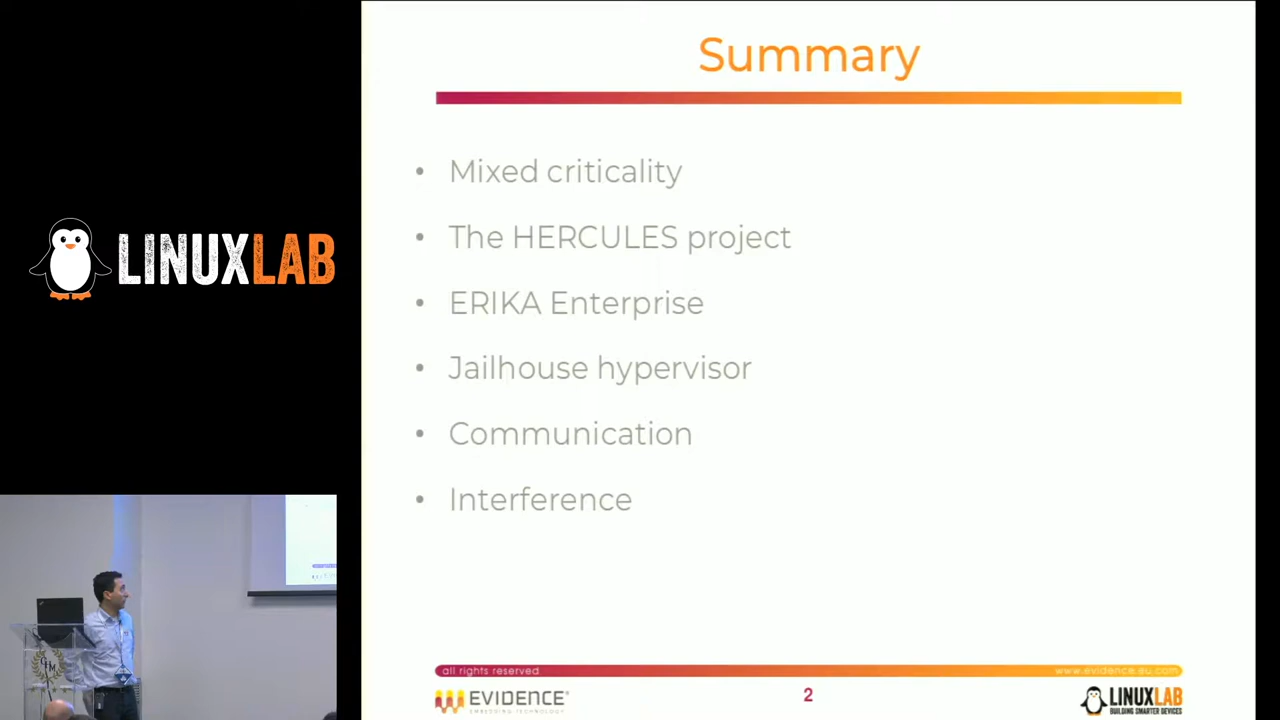 Summary
LINUXLAB
• Mixed criticality
• The HERCULES project
• ERIKA Enterprise
• Jailhouse hypervisor
• Communication
• Interference
all rights reserved
www.evidence.eu.com
EVIDENCE®
EMBEDDING TECHNOLOGY
2
LINUXLAB
BUILDING SMARTER DEVICES